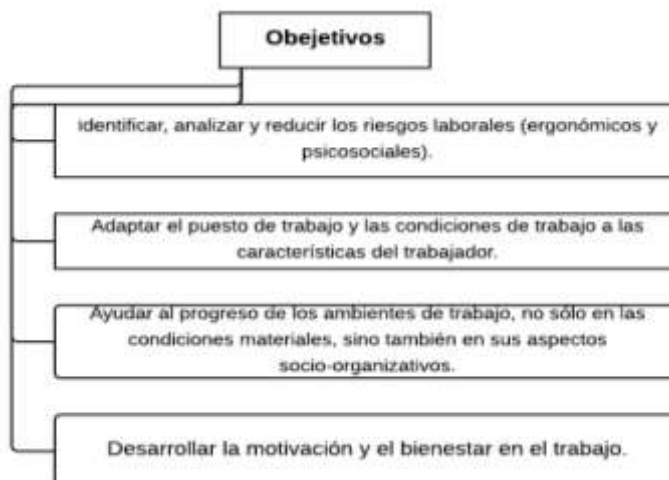 Obejetivos
identificar, analizar y reducir los riesgos laborales (ergonómicos y
psicosociales).
Adaptar el puesto de trabajo y las condiciones de trabajo a las
características del trabajador.
Ayudar al progreso de los ambientes de trabajo, no sólo en las
condiciones materiales, sino también en sus aspectos
socio-organizativos.
Desarrollar la motivación y el bienestar en el trabajo.